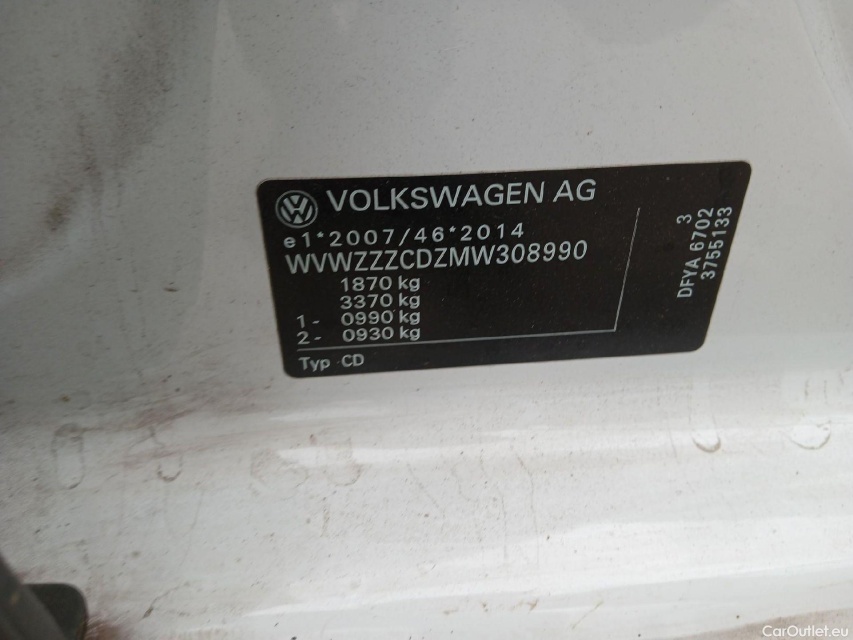 VOLKSWAGEN AG
e1*2007/46*2014
WVWZZZCDZMW308990
1870 kg
3370 kg
1- 0990 kg
2- 0930 kg
Typ CD
3
DFYA 6702
3755133
CarOutlet.eu